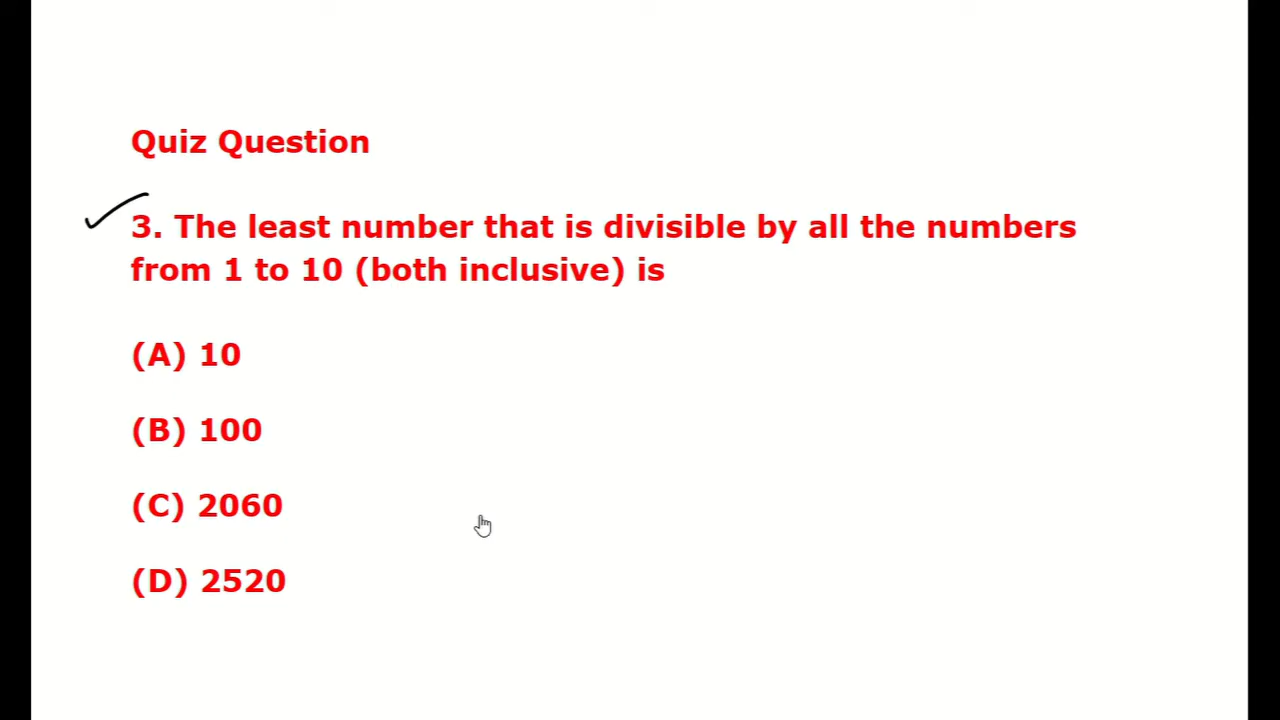 Quiz Question
3. The least number that is divisible by all the numbers
from 1 to 10 (both inclusive) is
(A) 10
(B) 100
(C) 2060
(D) 2520